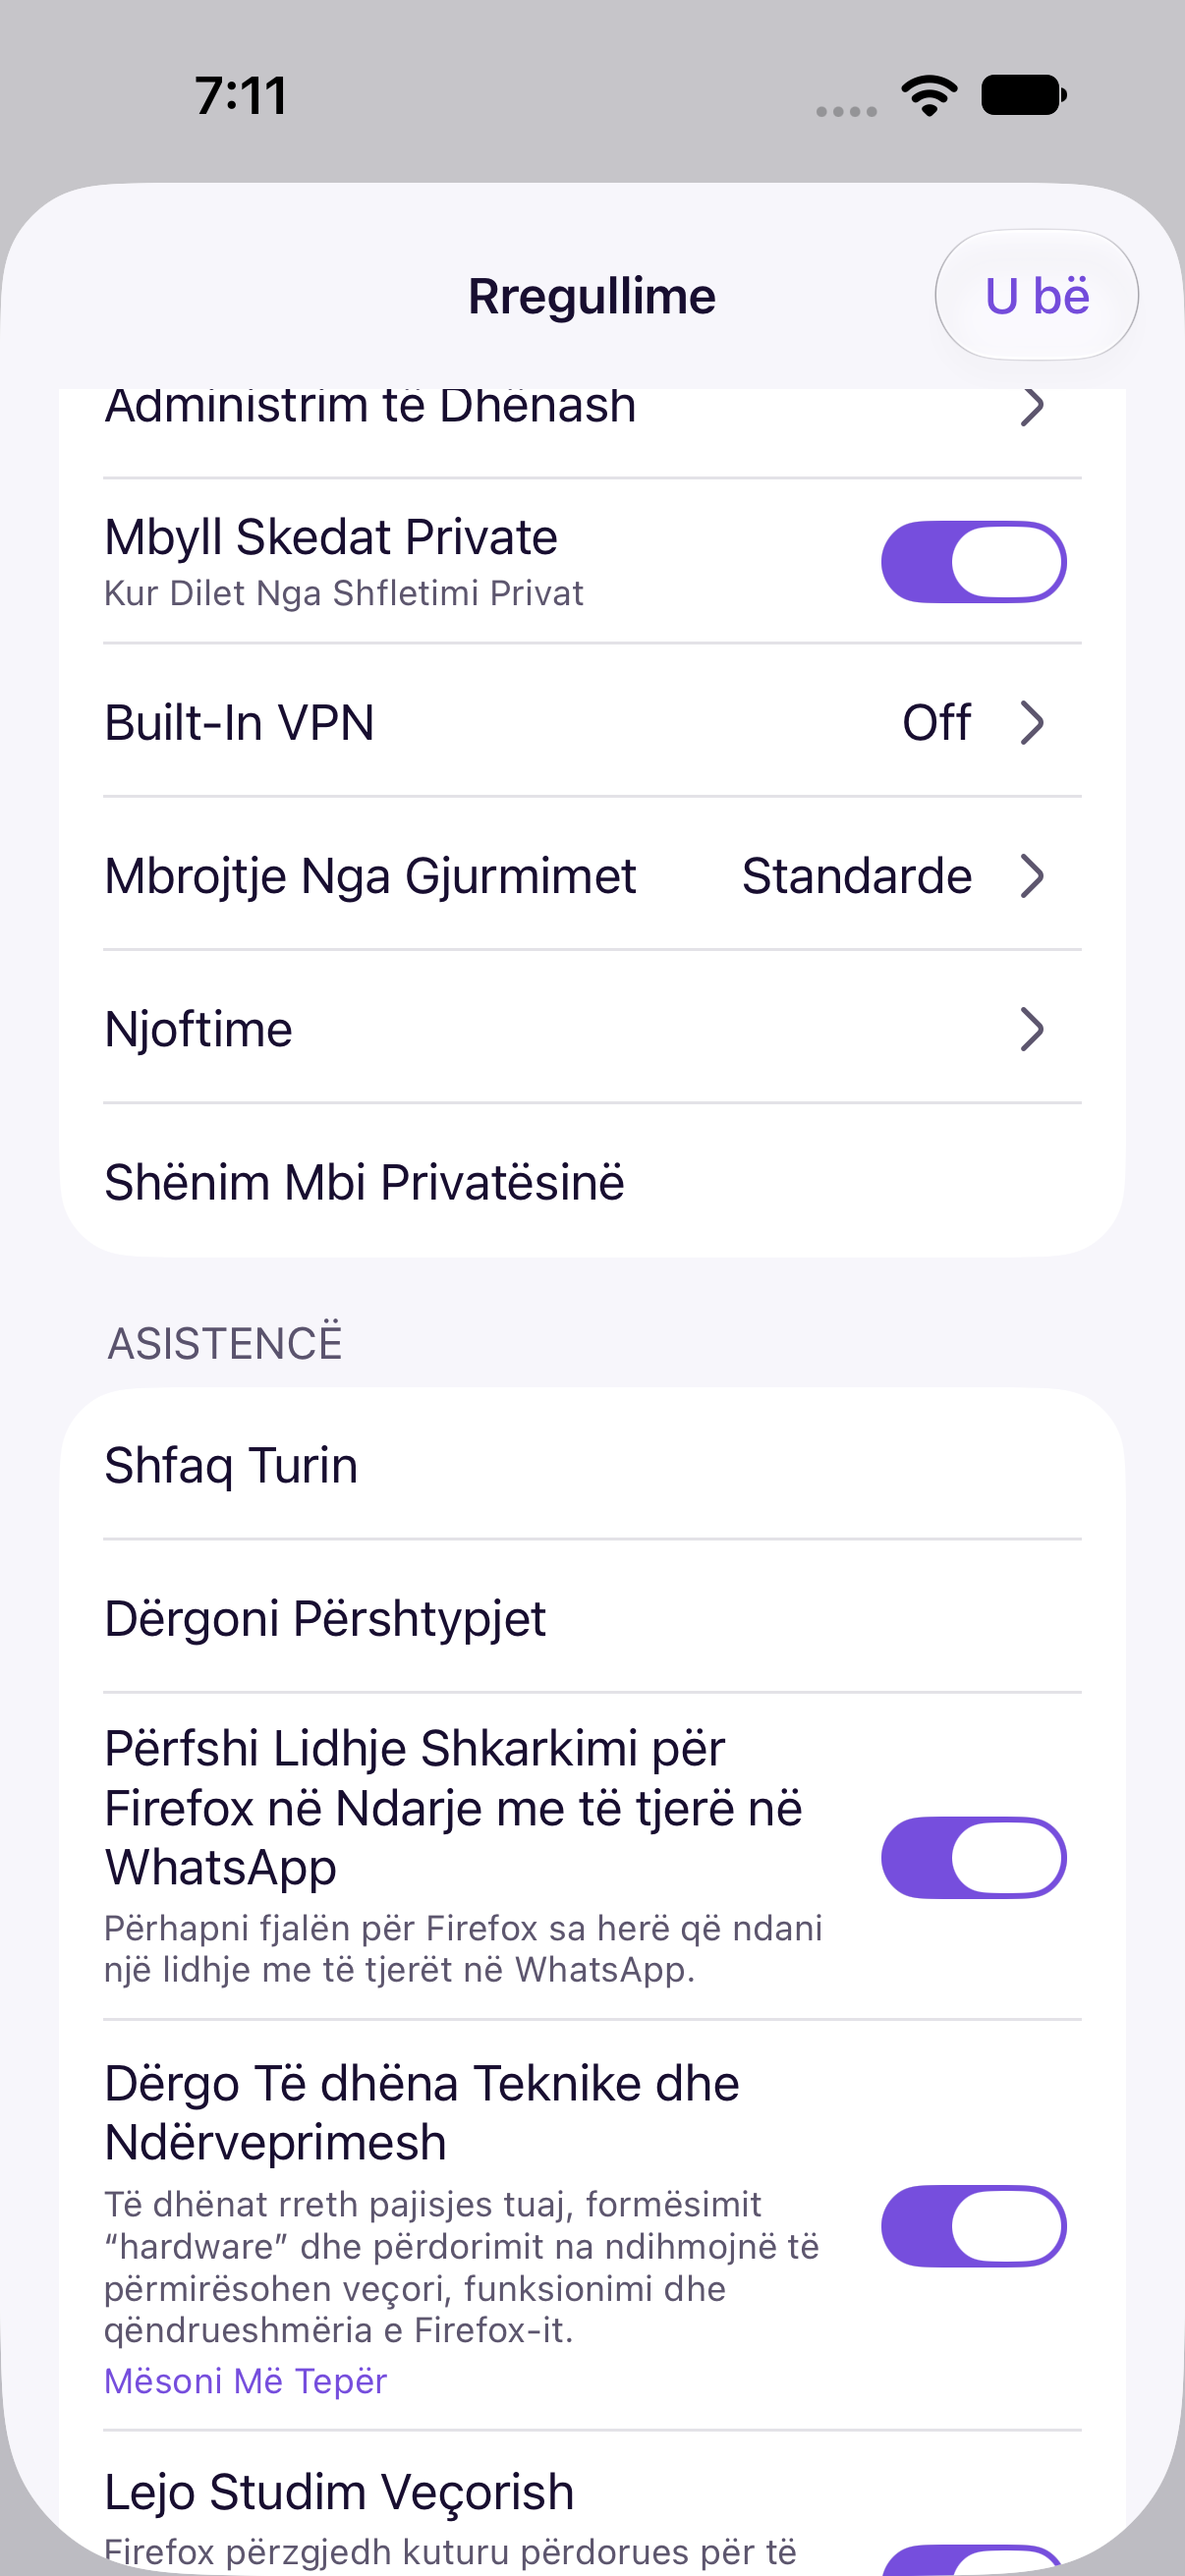 7:11
Rregullime
U bë
Administrim të Dhënash
Mbyll Skedat Private
Kur Dilet Nga Shfletimi Privat
Built-In VPN
Off
Mbrojtje Nga Gjurmimet
Standarde
Njoftime
Shënim Mbi Privatësinë
ASISTENCË
Shfaq Turin
Dërgoni Përshtypjet
Përfshi Lidhje Shkarkimi për
Firefox në Ndarje me të tjerë në
WhatsApp
Përhapni fjalën për Firefox sa herë që ndani
një lidhje me të tjerët në WhatsApp.
Dërgo Të dhëna Teknike dhe
Ndërveprimesh
Të dhënat rreth pajisjes tuaj, formësimit
“hardware” dhe përdorimit na ndihmojnë të
përmirësohen veçori, funksionimi dhe
qëndrueshmëria e Firefox-it.
Mësoni Më Tepër
Lejo Studim Veçorish
Firefox përzgjedh kuturu përdorues për të